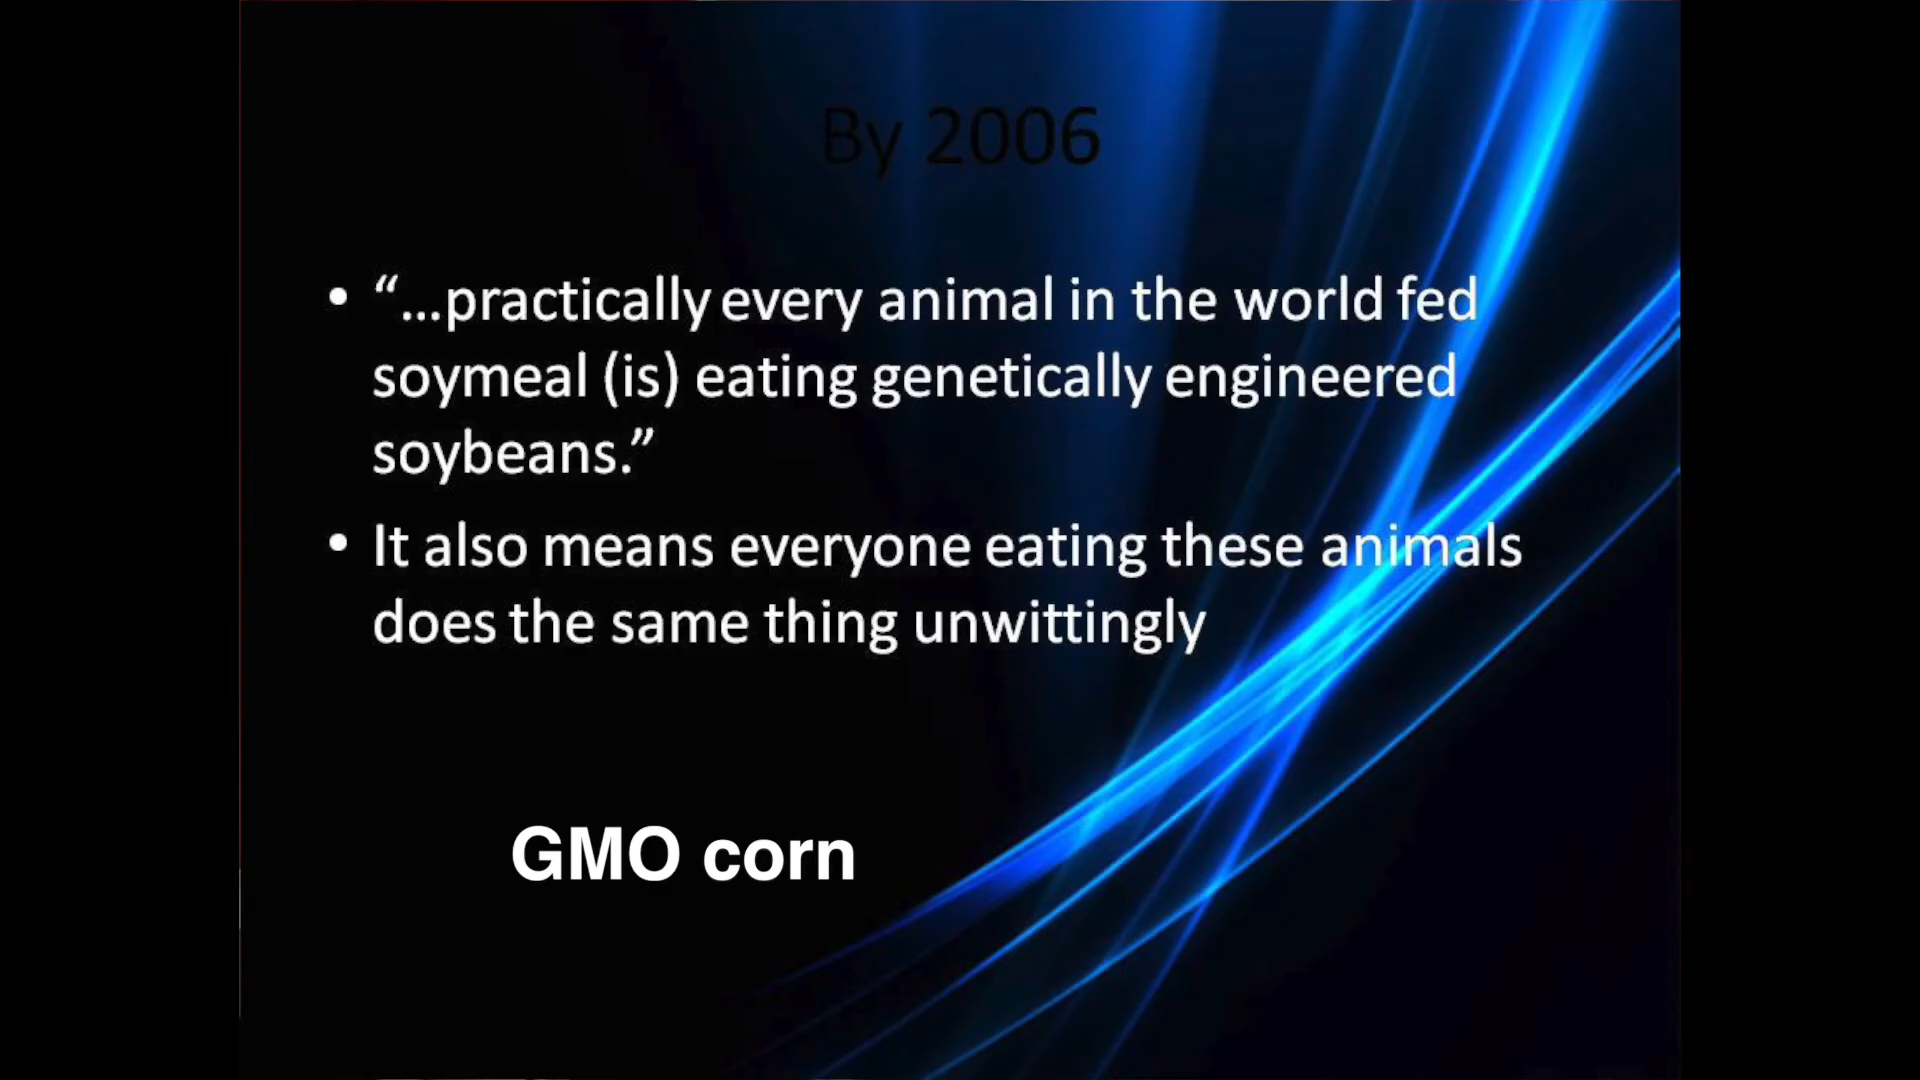 By 2006
• “...practically every animal in the world fed
soymeal (is) eating genetically engineered
soybeans.”
• It also means everyone eating these animals
does the same thing unwittingly
GMO corn